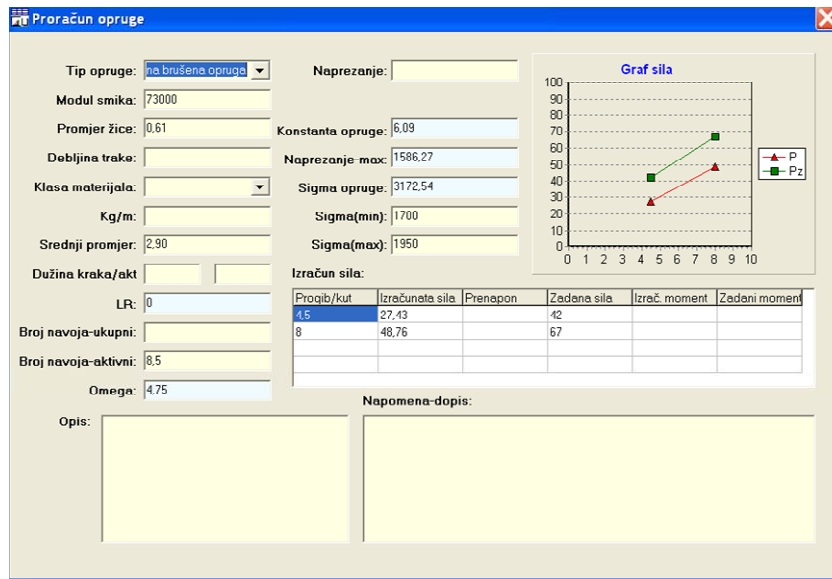 Proračun opruge
Tip opruge: na brušena opruga
Modul smika: 73000
Promjer žice: 0,61
Debljina trake:
Klasa materijala:
Kg/m:
Srednji promjer: 2,90
Dužina kraka/akt
LR: 0
Broj navoja-ukupni:
Broj navoja-aktivni: 8,5
Omega: 4,75
Naprezanje:
Konstanta opruge: 6,09
Naprezanje-max: 1586,27
Sigma opruge: 3172,54
Sigma(min): 1700
Sigma(max): 1950
Graf sila
100
90
80
70
60
50
40
30
20
10
0
0 1 2 3 4 5 6 7 8 9 10
P
Pz
Izračun sila:
Progib/kut Izračunata sila Prenapon Zadana sila Izrač. moment Zadani moment
4,5 27,43 42
8 48,76 67
Opis:
Napomena-dopis: